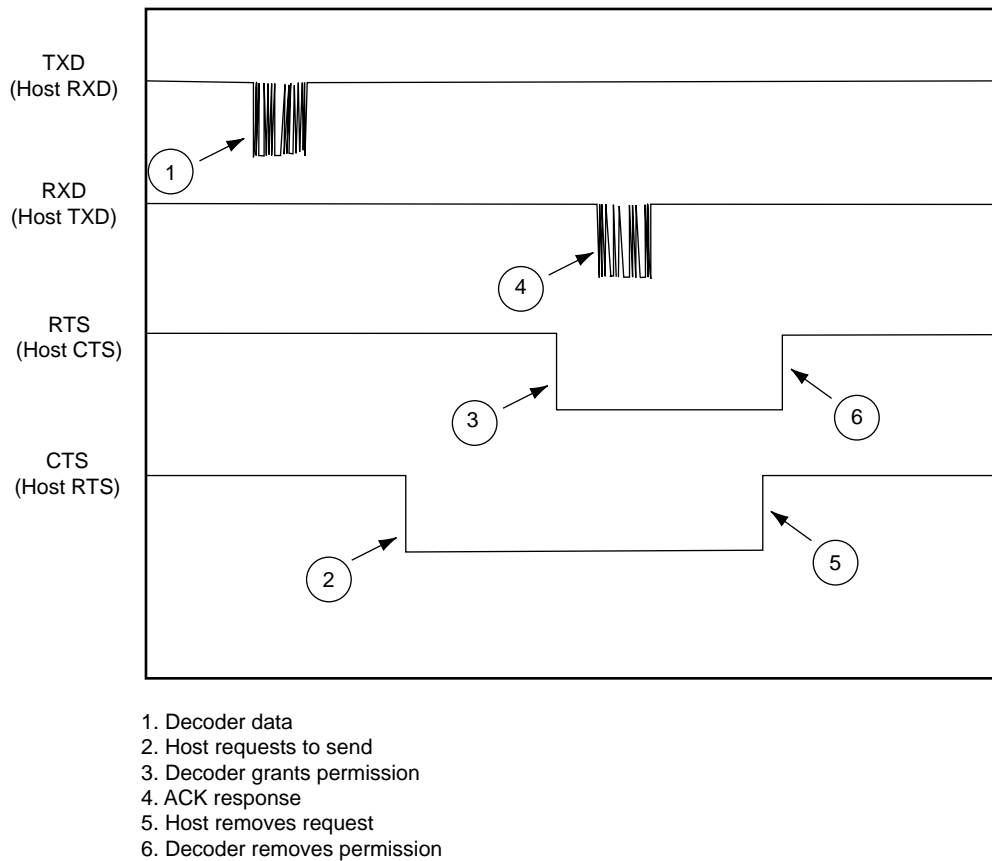 TXD
(Host RXD)
1
RXD
(Host TXD)
4
RTS
(Host CTS)
3
6
CTS
(Host RTS)
2
5
1. Decoder data
2. Host requests to send
3. Decoder grants permission
4. ACK response
5. Host removes request
6. Decoder removes permission